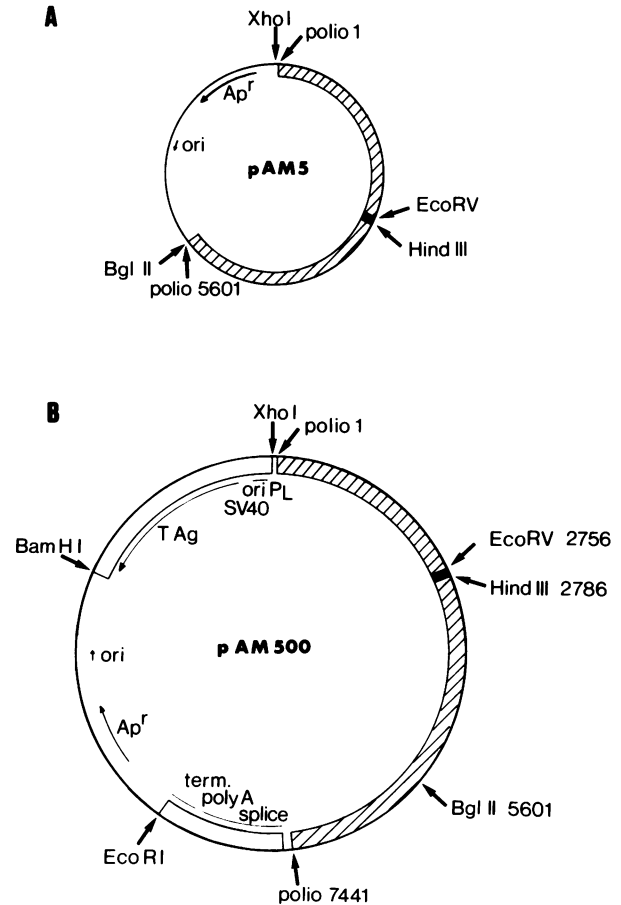 A
XhoI
polio 1
Apr
ori
pAM5
EcoRV
Hind III
Bgl II
polio 5601
B
XhoI
polio 1
ori PL
SV40
T Ag
BamHI
EcoRV 2756
Hind III 2786
ori
pAM500
Apr
term.
polyA
splice
Bgl II 5601
EcoRI
polio 7441